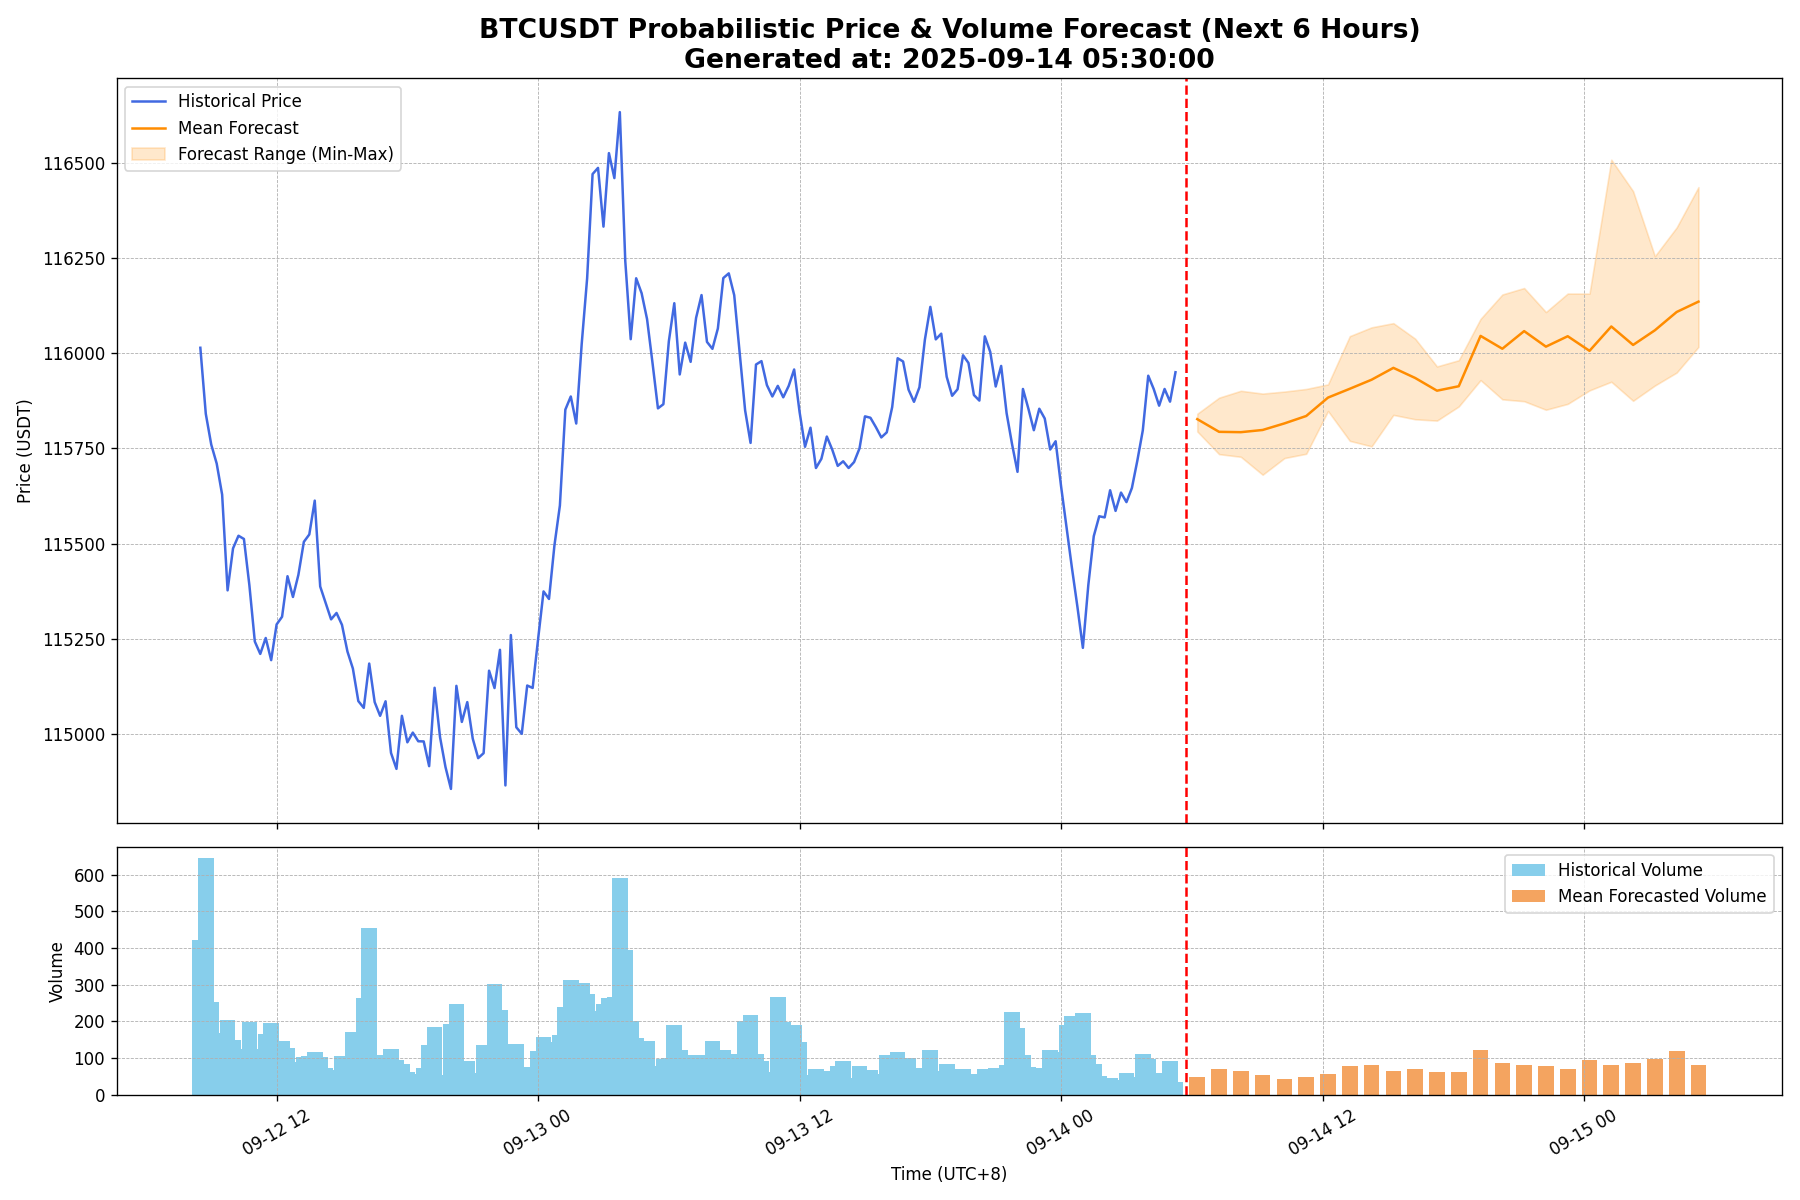 BTCUSDT Probabilistic Price & Volume Forecast (Next 6 Hours)
Generated at: 2025-09-14 05:30:00
Historical Price
Mean Forecast
Forecast Range (Min-Max)
116500
116250
116000
115750
115500
115250
115000
Price (USDT)
Historical Volume
Mean Forecasted Volume
600
500
400
300
200
100
0
Volume
09-12 12
09-13 00
09-13 12
09-14 00
09-14 12
09-15 00
Time (UTC+8)